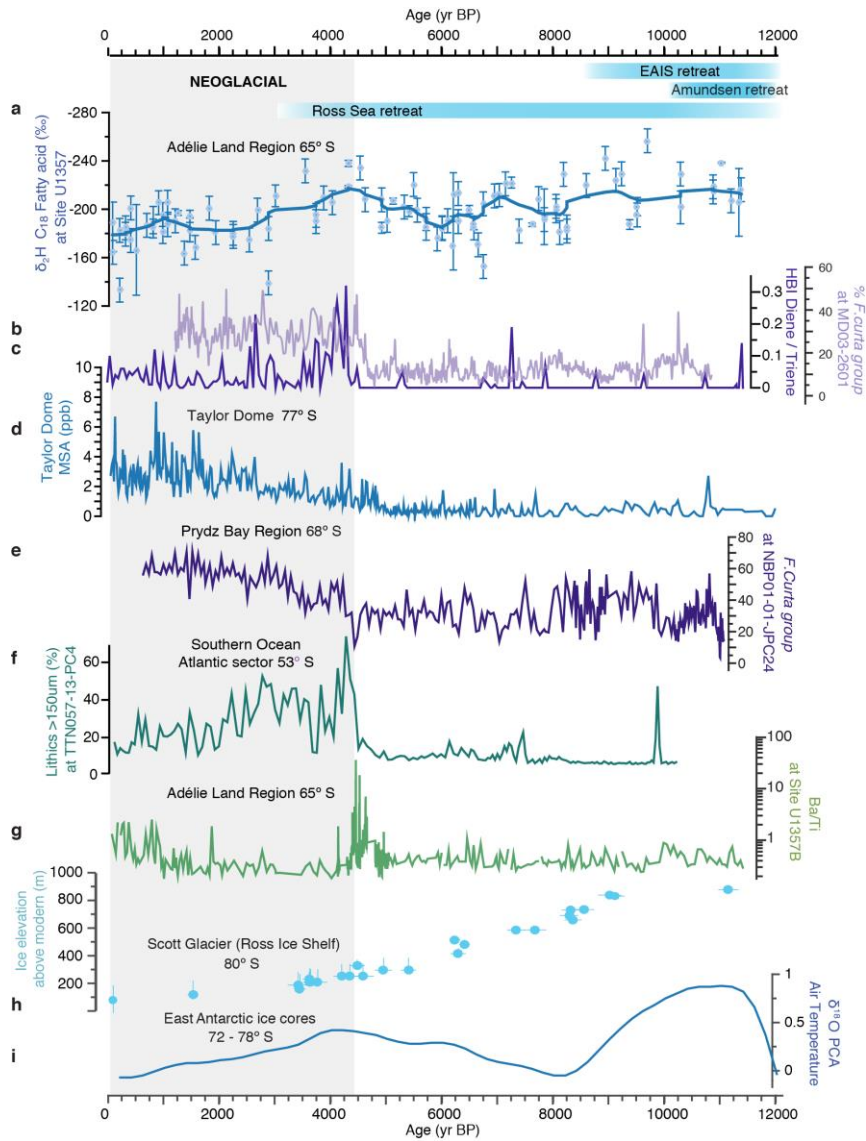 Age (yr BP)
0 2000 4000 6000 8000 10000 12000
NEOGLACIAL
EAIS retreat
Amundsen retreat
Ross Sea retreat
a
-280
-240
-200
-160
-120
δ2H C18 Fatty acid (‰)
at Site U1357
Adélie Land Region 65° S
b
c
0.3
0.2
0.1
0
HBI Diene / Triene
60
40
20
0
% F.curta group
at MD03-2601
d
10
8
6
4
2
0
Taylor Dome
MSA (ppb)
Taylor Dome 77° S
e
Prydz Bay Region 68° S
80
60
40
20
0
F.Curta group
at NBP01-01-JPC24
f
Southern Ocean
Atlantic sector 53° S
60
40
20
0
Lithics >150um (%)
at TTN057-13-PC4
g
Adélie Land Region 65° S
100
10
1
Ba/Ti
at Site U1357B
h
1000
800
600
400
200
Ice elevation
above modern (m)
Scott Glacier (Ross Ice Shelf)
80° S
i
East Antarctic ice cores
72 - 78° S
1
0.5
0
δ18O PCA
Air Temperature
0 2000 4000 6000 8000 10000 12000
Age (yr BP)